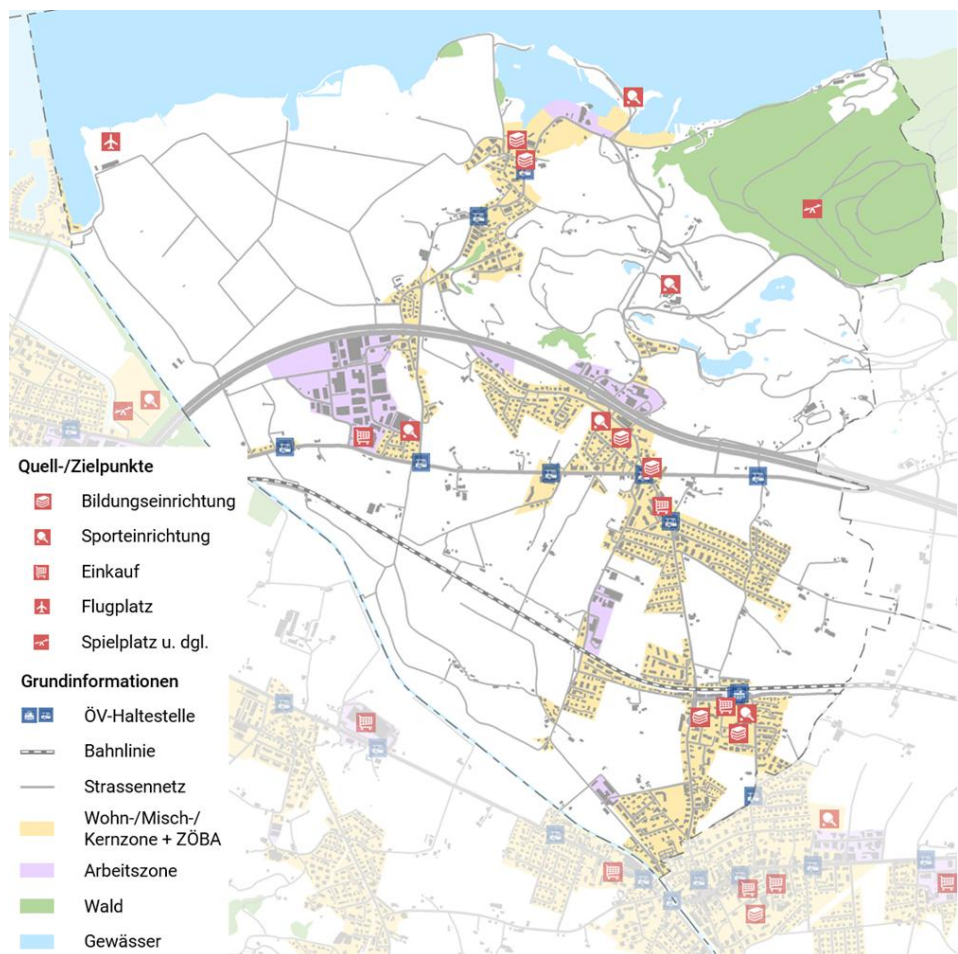 Quell-/Zielpunkte
Bildungseinrichtung
Sporteinrichtung
Einkauf
Flugplatz
Spielplatz u. dgl.
Grundinformationen
ÖV-Haltestelle
Bahnlinie
Strassennetz
Wohn-/Misch-/
Kernzone + ZÖBA
Arbeitszone
Wald
Gewässer